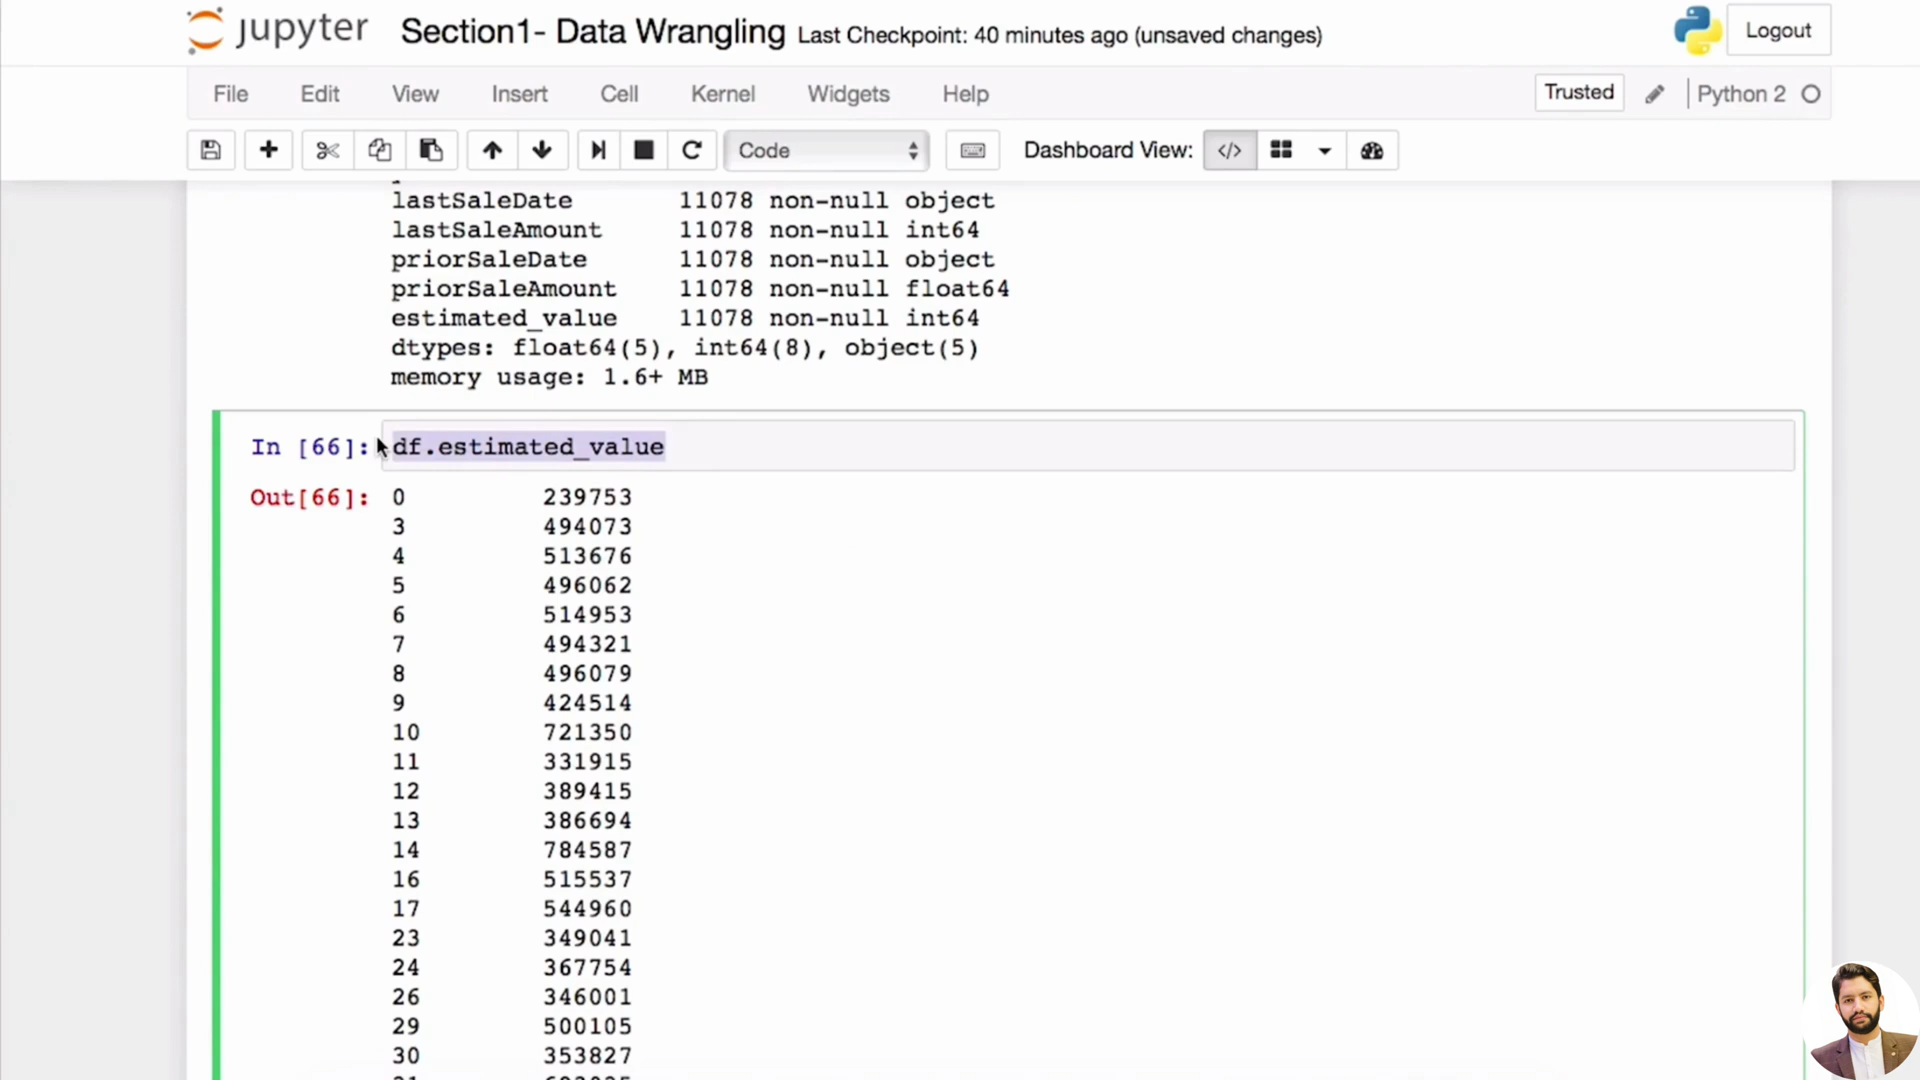 jupyter Section1- Data Wrangling Last Checkpoint: 40 minutes ago (unsaved changes) Logout
File Edit View Insert Cell Kernel Widgets Help Trusted Python 2
Code Dashboard View: </>
lastSaleDate 11078 non-null object
lastSaleAmount 11078 non-null int64
priorSaleDate 11078 non-null object
priorSaleAmount 11078 non-null float64
estimated_value 11078 non-null int64
dtypes: float64(5), int64(8), object(5)
memory usage: 1.6+ MB
In [66]: df.estimated_value
Out[66]: 0 239753
3 494073
4 513676
5 496062
6 514953
7 494321
8 496079
9 424514
10 721350
11 331915
12 389415
13 386694
14 784587
16 515537
17 544960
23 349041
24 367754
26 346001
29 500105
30 353827